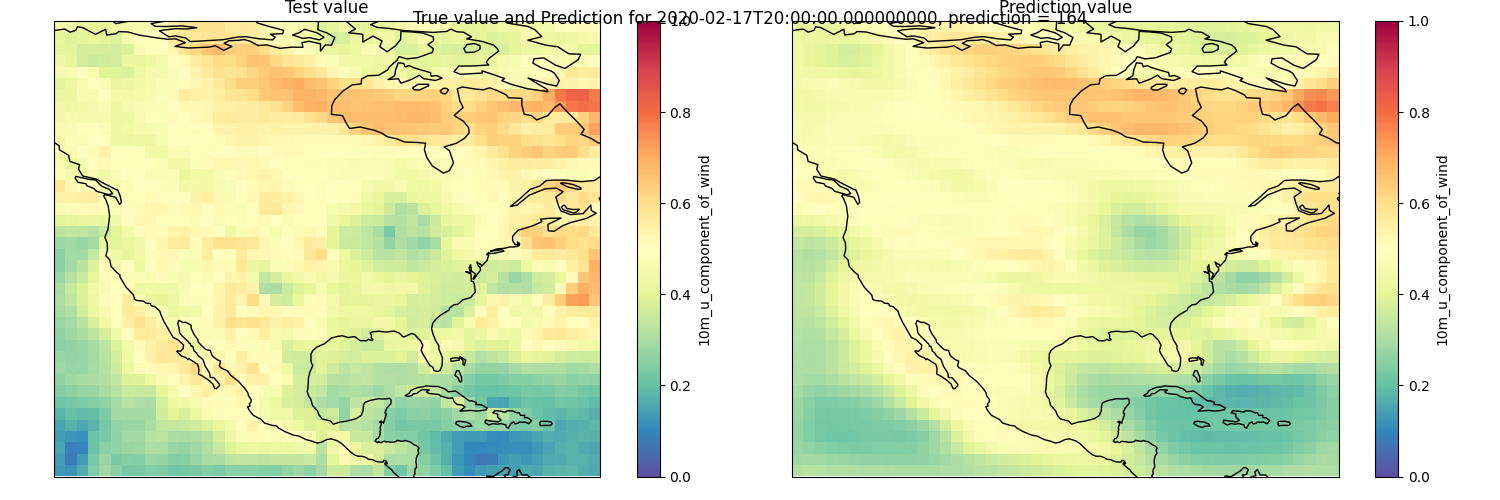 Test value
True value and Prediction for 2020-02-17T20:00:00.000000000, prediction = 164
Prediction value
1.0
0.8
0.6
0.4
0.2
0.0
10m_u_component_of_wind
1.0
0.8
0.6
0.4
0.2
0.0
10m_u_component_of_wind